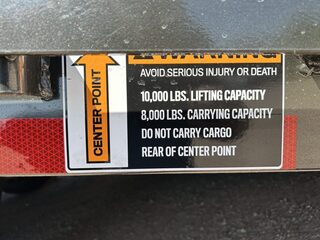 WARNING
AVOID SERIOUS INJURY OR DEATH
10,000 LBS. LIFTING CAPACITY
8,000 LBS. CARRYING CAPACITY
DO NOT CARRY CARGO
REAR OF CENTER POINT
CENTER POINT